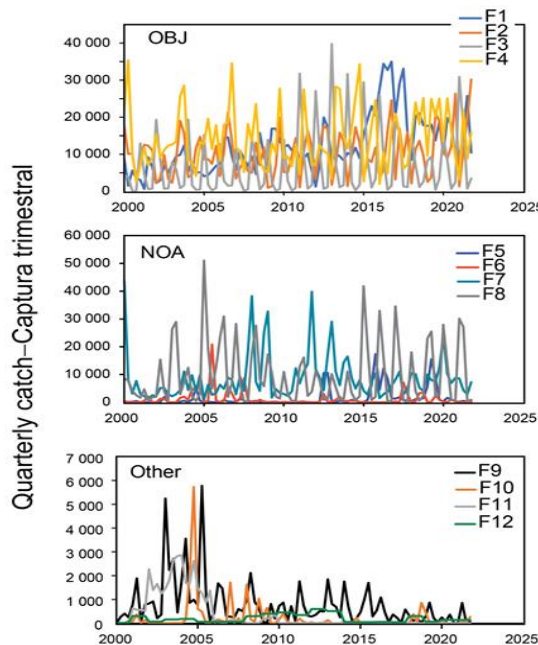 Quarterly catch–Captura trimestral
OBJ
F1
F2
F3
F4
40 000
30 000
20 000
10 000
0
2000 2005 2010 2015 2020 2025
NOA
F5
F6
F7
F8
60 000
50 000
40 000
30 000
20 000
10 000
0
2000 2005 2010 2015 2020 2025
Other
F9
F10
F11
F12
7 000
6 000
5 000
4 000
3 000
2 000
1 000
0
2000 2005 2010 2015 2020 2025